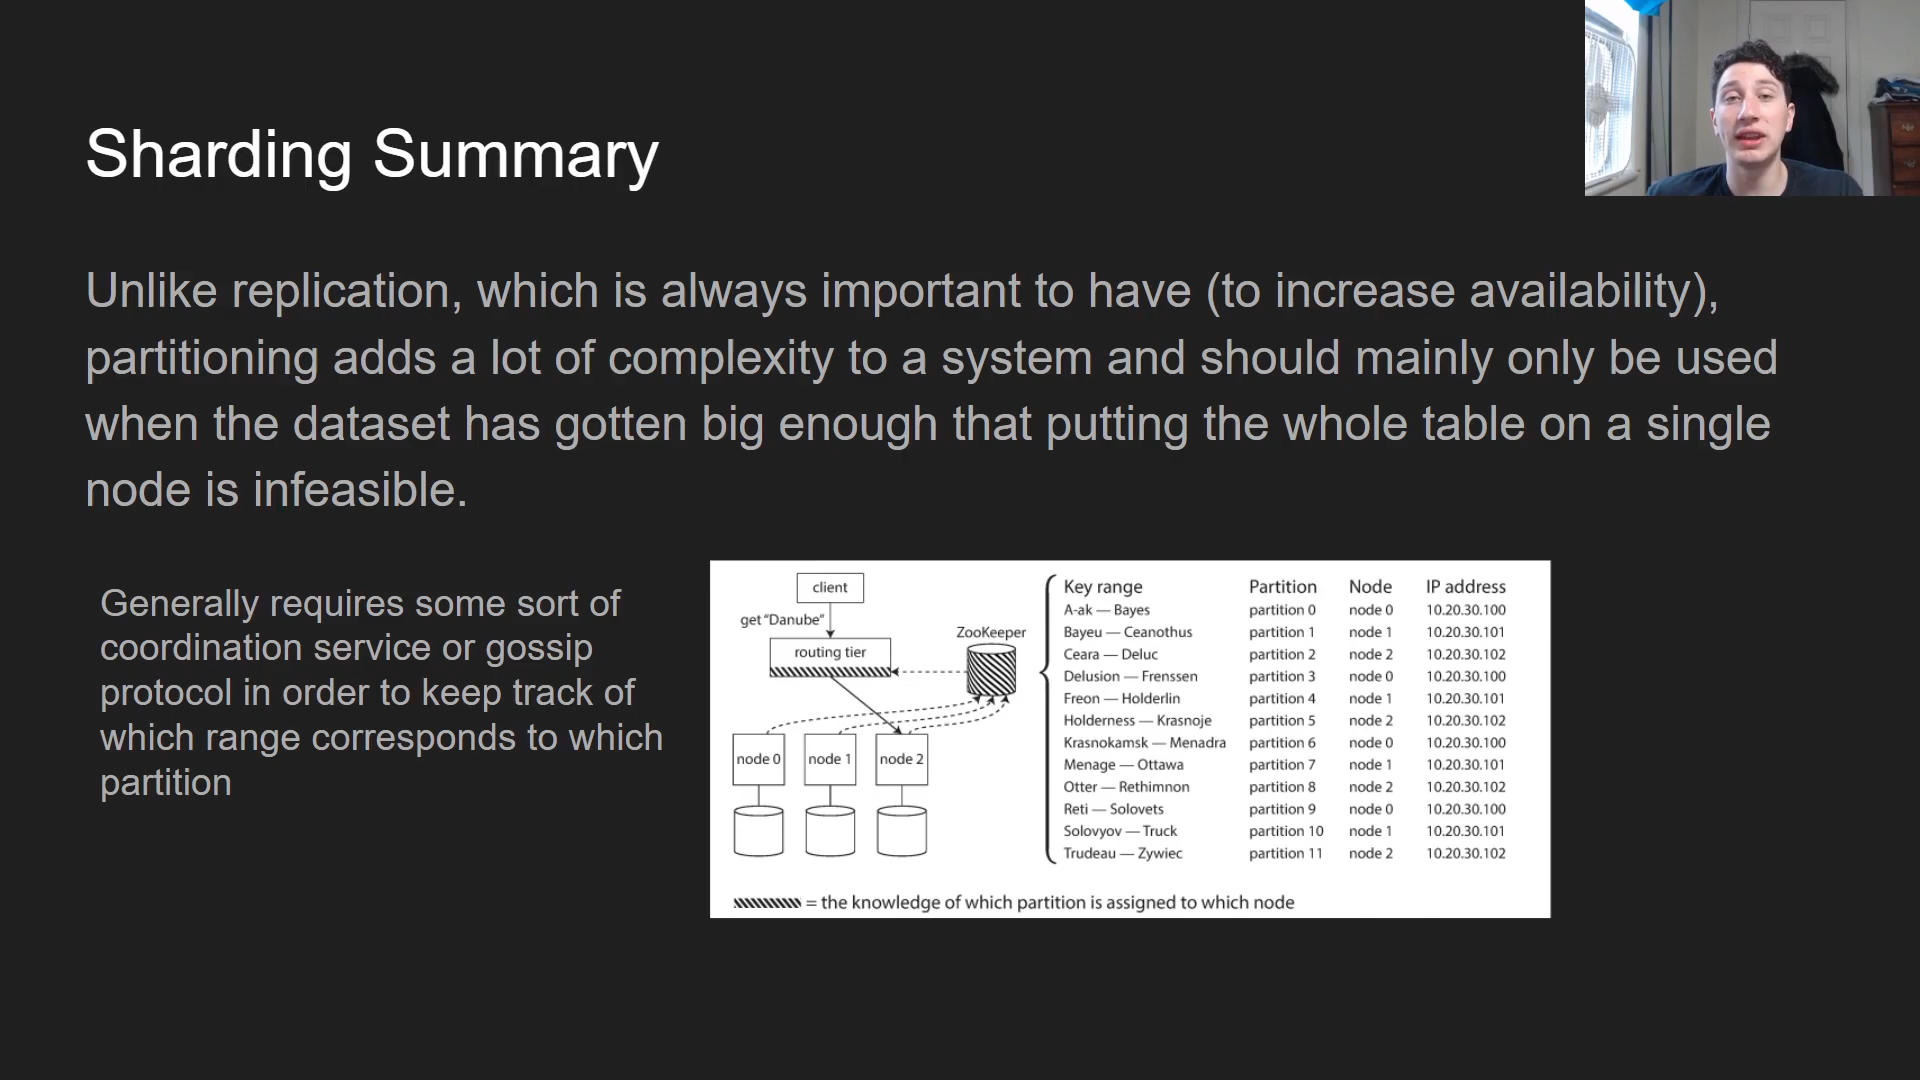 Sharding Summary
Unlike replication, which is always important to have (to increase availability),
partitioning adds a lot of complexity to a system and should mainly only be used
when the dataset has gotten big enough that putting the whole table on a single
node is infeasible.
Generally requires some sort of
coordination service or gossip
protocol in order to keep track of
which range corresponds to which
partition
client
get “Danube”
routing tier
ZooKeeper
node 0 node 1 node 2
Key range Partition Node IP address
A-ak — Bayes partition 0 node 0 10.20.30.100
Bayeu — Ceanothus partition 1 node 1 10.20.30.101
Ceara — Deluc partition 2 node 2 10.20.30.102
Delusion — Frenssen partition 3 node 0 10.20.30.100
Freon — Holderlin partition 4 node 1 10.20.30.101
Holderness — Krasnoje partition 5 node 2 10.20.30.102
Krasnokamsk — Menadra partition 6 node 0 10.20.30.100
Menage — Ottawa partition 7 node 1 10.20.30.101
Otter — Rethimnon partition 8 node 2 10.20.30.102
Reti — Solovets partition 9 node 0 10.20.30.100
Solovyov — Truck partition 10 node 1 10.20.30.101
Trudeau — Zywiec partition 11 node 2 10.20.30.102
= the knowledge of which partition is assigned to which node